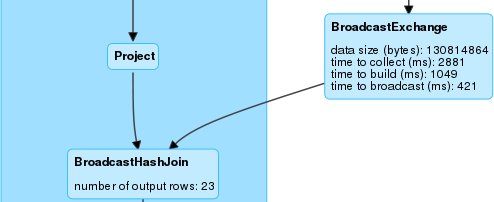 BroadcastExchange
data size (bytes): 130814864
time to collect (ms): 2881
time to build (ms): 1049
time to broadcast (ms): 421
Project
BroadcastHashJoin
number of output rows: 23